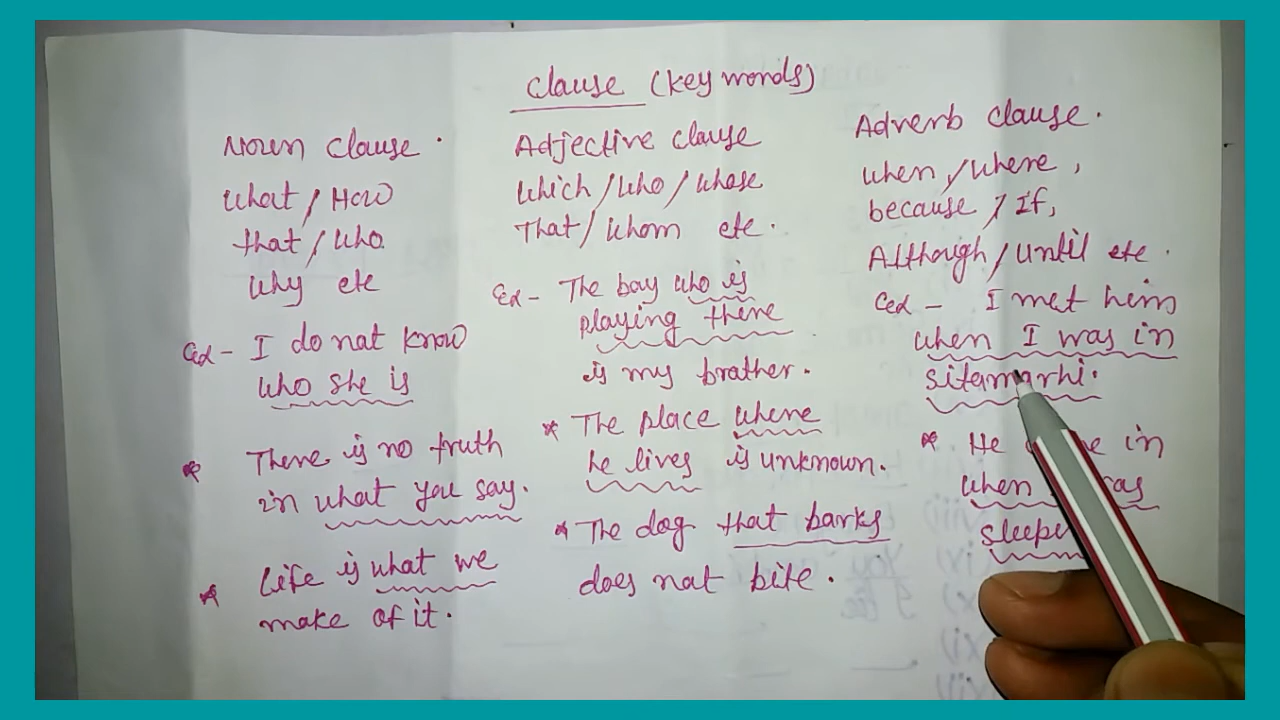 Clause (Key words)
Noun Clause.
What / How
that / Who
Why etc
Ex - I do not know
who she is
* There is no truth
in what you say.
* Life is what we
make of it.
Adjective Clause
Which / Who / Whose
That / Whom etc.
Ex - The boy who is
playing there
is my brother.
* The place where
he lives is unknown.
* The dog that barks
does not bite.
Adverb Clause.
When / Where,
because / If,
Although / Until etc.
Ex - I met him
when I was in
sitamarhi.
* He in
when was